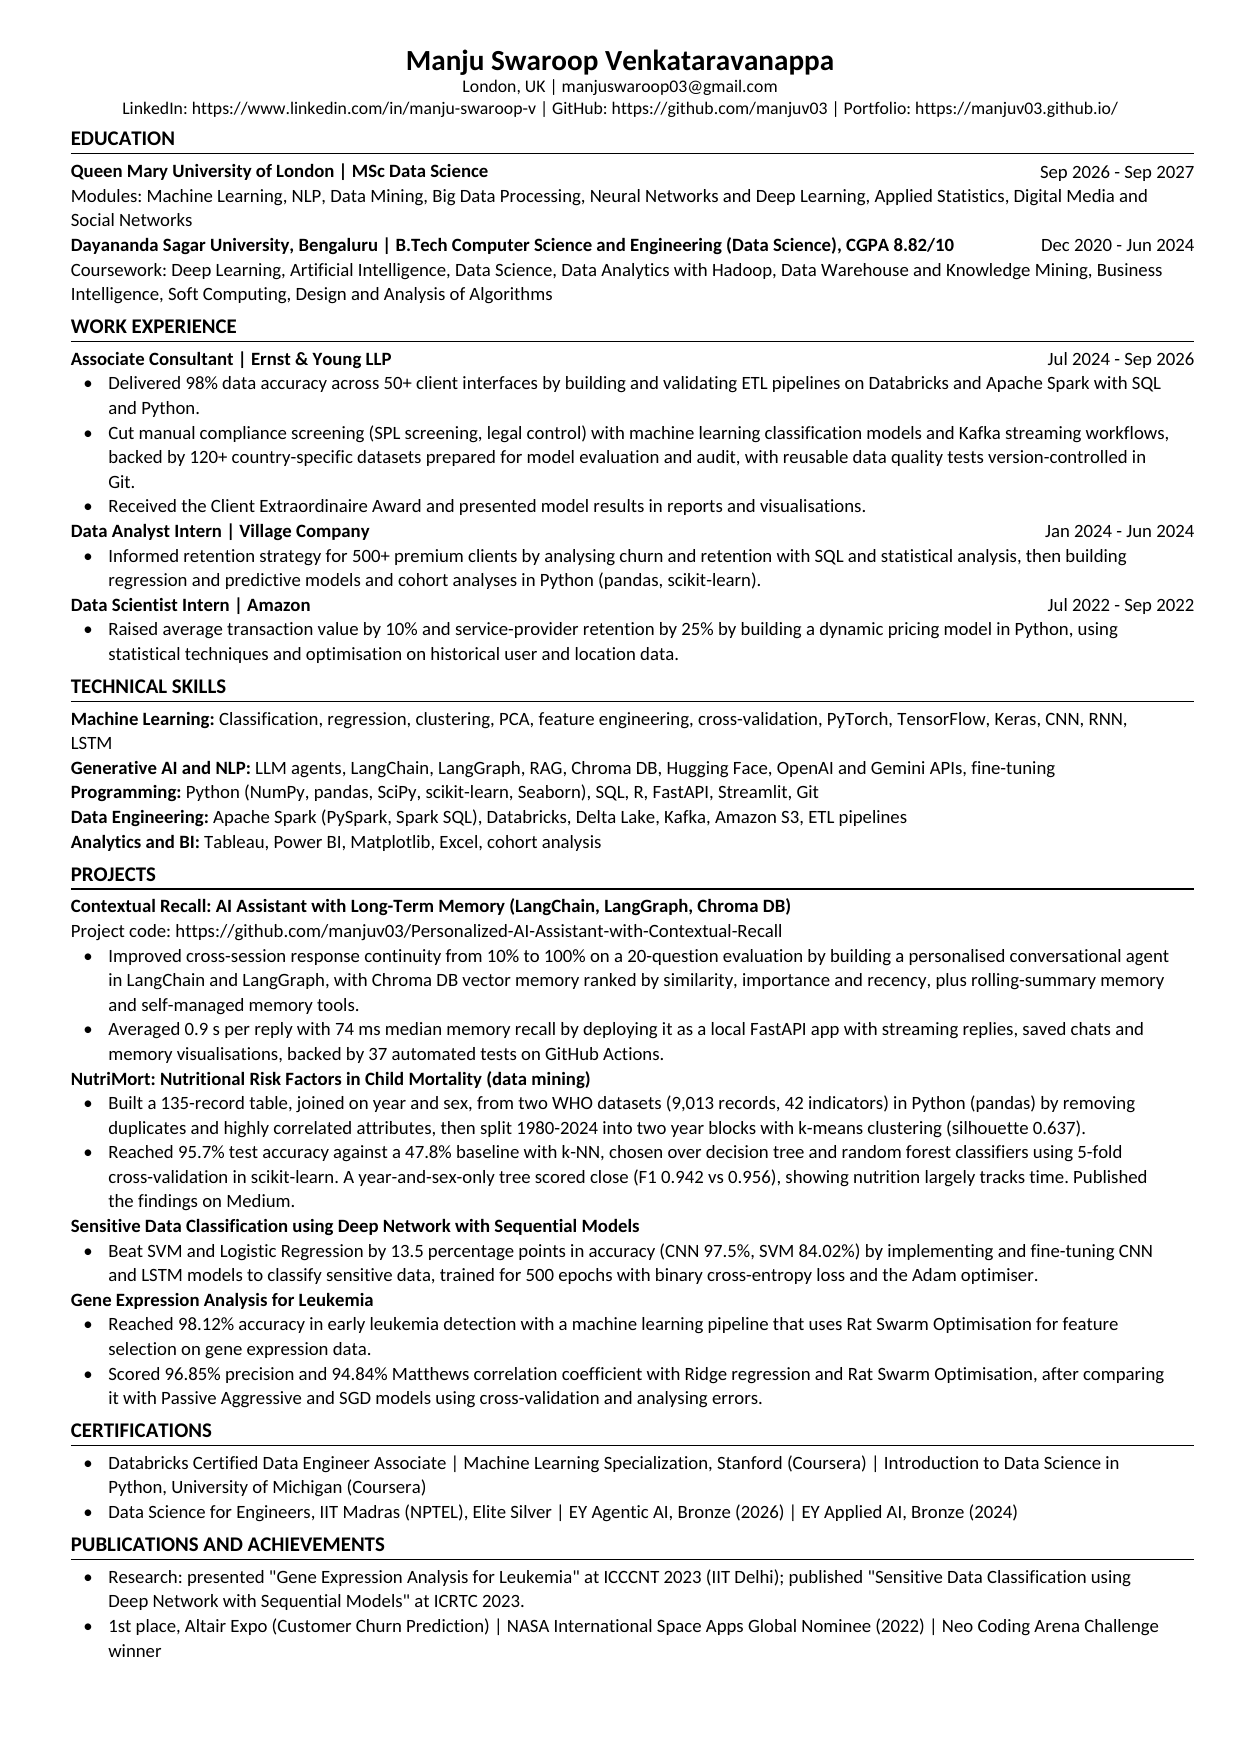 Manju Swaroop Venkataravanappa
London, UK | manjuswaroop03@gmail.com
LinkedIn: https://www.linkedin.com/in/manju-swaroop-v | GitHub: https://github.com/manjuv03 | Portfolio: https://manjuv03.github.io/
EDUCATION
Queen Mary University of London | MSc Data Science Sep 2026 - Sep 2027
Modules: Machine Learning, NLP, Data Mining, Big Data Processing, Neural Networks and Deep Learning, Applied Statistics, Digital Media and
Social Networks
Dayananda Sagar University, Bengaluru | B.Tech Computer Science and Engineering (Data Science), CGPA 8.82/10 Dec 2020 - Jun 2024
Coursework: Deep Learning, Artificial Intelligence, Data Science, Data Analytics with Hadoop, Data Warehouse and Knowledge Mining, Business
Intelligence, Soft Computing, Design and Analysis of Algorithms
WORK EXPERIENCE
Associate Consultant | Ernst & Young LLP Jul 2024 - Sep 2026
• Delivered 98% data accuracy across 50+ client interfaces by building and validating ETL pipelines on Databricks and Apache Spark with SQL
and Python.
• Cut manual compliance screening (SPL screening, legal control) with machine learning classification models and Kafka streaming workflows,
backed by 120+ country-specific datasets prepared for model evaluation and audit, with reusable data quality tests version-controlled in
Git.
• Received the Client Extraordinaire Award and presented model results in reports and visualisations.
Data Analyst Intern | Village Company Jan 2024 - Jun 2024
• Informed retention strategy for 500+ premium clients by analysing churn and retention with SQL and statistical analysis, then building
regression and predictive models and cohort analyses in Python (pandas, scikit-learn).
Data Scientist Intern | Amazon Jul 2022 - Sep 2022
• Raised average transaction value by 10% and service-provider retention by 25% by building a dynamic pricing model in Python, using
statistical techniques and optimisation on historical user and location data.
TECHNICAL SKILLS
Machine Learning: Classification, regression, clustering, PCA, feature engineering, cross-validation, PyTorch, TensorFlow, Keras, CNN, RNN,
LSTM
Generative AI and NLP: LLM agents, LangChain, LangGraph, RAG, Chroma DB, Hugging Face, OpenAI and Gemini APIs, fine-tuning
Programming: Python (NumPy, pandas, SciPy, scikit-learn, Seaborn), SQL, R, FastAPI, Streamlit, Git
Data Engineering: Apache Spark (PySpark, Spark SQL), Databricks, Delta Lake, Kafka, Amazon S3, ETL pipelines
Analytics and BI: Tableau, Power BI, Matplotlib, Excel, cohort analysis
PROJECTS
Contextual Recall: AI Assistant with Long-Term Memory (LangChain, LangGraph, Chroma DB)
Project code: https://github.com/manjuv03/Personalized-AI-Assistant-with-Contextual-Recall
• Improved cross-session response continuity from 10% to 100% on a 20-question evaluation by building a personalised conversational agent
in LangChain and LangGraph, with Chroma DB vector memory ranked by similarity, importance and recency, plus rolling-summary memory
and self-managed memory tools.
• Averaged 0.9 s per reply with 74 ms median memory recall by deploying it as a local FastAPI app with streaming replies, saved chats and
memory visualisations, backed by 37 automated tests on GitHub Actions.
NutriMort: Nutritional Risk Factors in Child Mortality (data mining)
• Built a 135-record table, joined on year and sex, from two WHO datasets (9,013 records, 42 indicators) in Python (pandas) by removing
duplicates and highly correlated attributes, then split 1980-2024 into two year blocks with k-means clustering (silhouette 0.637).
• Reached 95.7% test accuracy against a 47.8% baseline with k-NN, chosen over decision tree and random forest classifiers using 5-fold
cross-validation in scikit-learn. A year-and-sex-only tree scored close (F1 0.942 vs 0.956), showing nutrition largely tracks time. Published
the findings on Medium.
Sensitive Data Classification using Deep Network with Sequential Models
• Beat SVM and Logistic Regression by 13.5 percentage points in accuracy (CNN 97.5%, SVM 84.02%) by implementing and fine-tuning CNN
and LSTM models to classify sensitive data, trained for 500 epochs with binary cross-entropy loss and the Adam optimiser.
Gene Expression Analysis for Leukemia
• Reached 98.12% accuracy in early leukemia detection with a machine learning pipeline that uses Rat Swarm Optimisation for feature
selection on gene expression data.
• Scored 96.85% precision and 94.84% Matthews correlation coefficient with Ridge regression and Rat Swarm Optimisation, after comparing
it with Passive Aggressive and SGD models using cross-validation and analysing errors.
CERTIFICATIONS
• Databricks Certified Data Engineer Associate | Machine Learning Specialization, Stanford (Coursera) | Introduction to Data Science in
Python, University of Michigan (Coursera)
• Data Science for Engineers, IIT Madras (NPTEL), Elite Silver | EY Agentic AI, Bronze (2026) | EY Applied AI, Bronze (2024)
PUBLICATIONS AND ACHIEVEMENTS
• Research: presented "Gene Expression Analysis for Leukemia" at ICCCNT 2023 (IIT Delhi); published "Sensitive Data Classification using
Deep Network with Sequential Models" at ICRTC 2023.
• 1st place, Altair Expo (Customer Churn Prediction) | NASA International Space Apps Global Nominee (2022) | Neo Coding Arena Challenge
winner